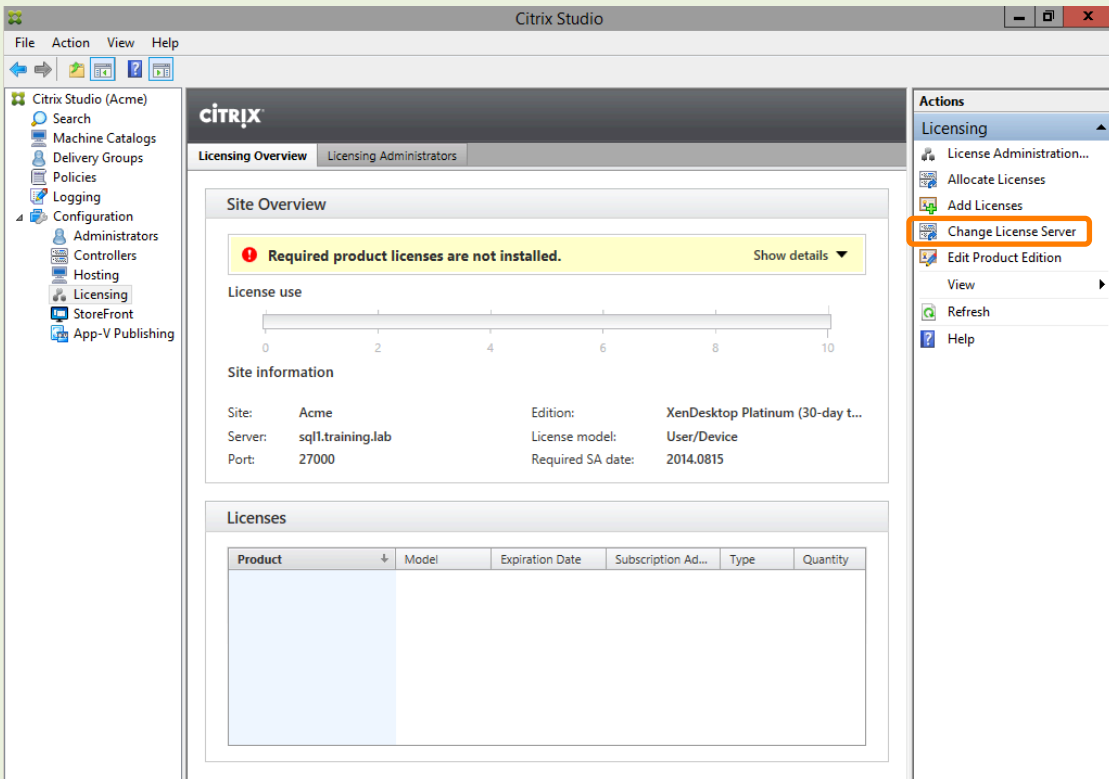 Citrix Studio
File Action View Help
Citrix Studio (Acme)
Search
Machine Catalogs
Delivery Groups
Policies
Logging
Configuration
Administrators
Controllers
Hosting
Licensing
StoreFront
App-V Publishing
CITRIX
Licensing Overview Licensing Administrators
Site Overview
Required product licenses are not installed. Show details
License use
0 2 4 6 8 10
Site information
Site: Acme Edition: XenDesktop Platinum (30-day t...
Server: sql1.training.lab License model: User/Device
Port: 27000 Required SA date: 2014.0815
Licenses
Product Model Expiration Date Subscription Ad... Type Quantity
Actions
Licensing
License Administration...
Allocate Licenses
Add Licenses
Change License Server
Edit Product Edition
View
Refresh
Help